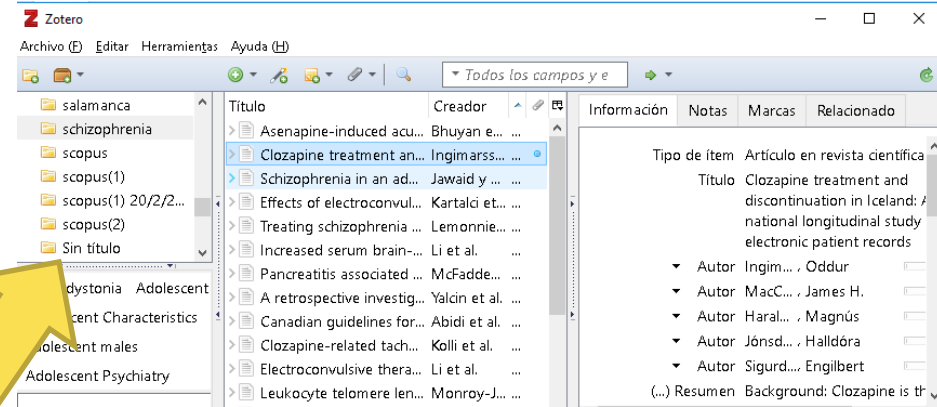 Zotero
Archivo (F) Editar Herramientas Ayuda (H)
Todos los campos y e
salamanca
schizophrenia
scopus
scopus(1)
scopus(1) 20/2/2...
scopus(2)
Sin título
dystonia Adolescent
cent Characteristics
olescent males
Adolescent Psychiatry
Título Creador
Asenapine-induced acu... Bhuyan e... ...
Clozapine treatment an... Ingimarss... ...
Schizophrenia in an ad... Jawaid y ... ...
Effects of electroconvul... Kartalci et... ...
Treating schizophrenia ... Lemonnie... ...
Increased serum brain-... Li et al. ...
Pancreatitis associated ... McFadde... ...
A retrospective investig... Yalcin et al. ...
Canadian guidelines for... Abidi et al. ...
Clozapine-related tach... Kolli et al. ...
Electroconvulsive thera... Li et al. ...
Leukocyte telomere len... Monroy-J... ...
Información Notas Marcas Relacionado
Tipo de ítem Artículo en revista científica
Título Clozapine treatment and
discontinuation in Iceland: A
national longitudinal study
electronic patient records
Autor Ingim... , Oddur
Autor MacC... , James H.
Autor Haral... , Magnús
Autor Jónsd... , Halldóra
Autor Sigurd... , Engilbert
(...) Resumen Background: Clozapine is th